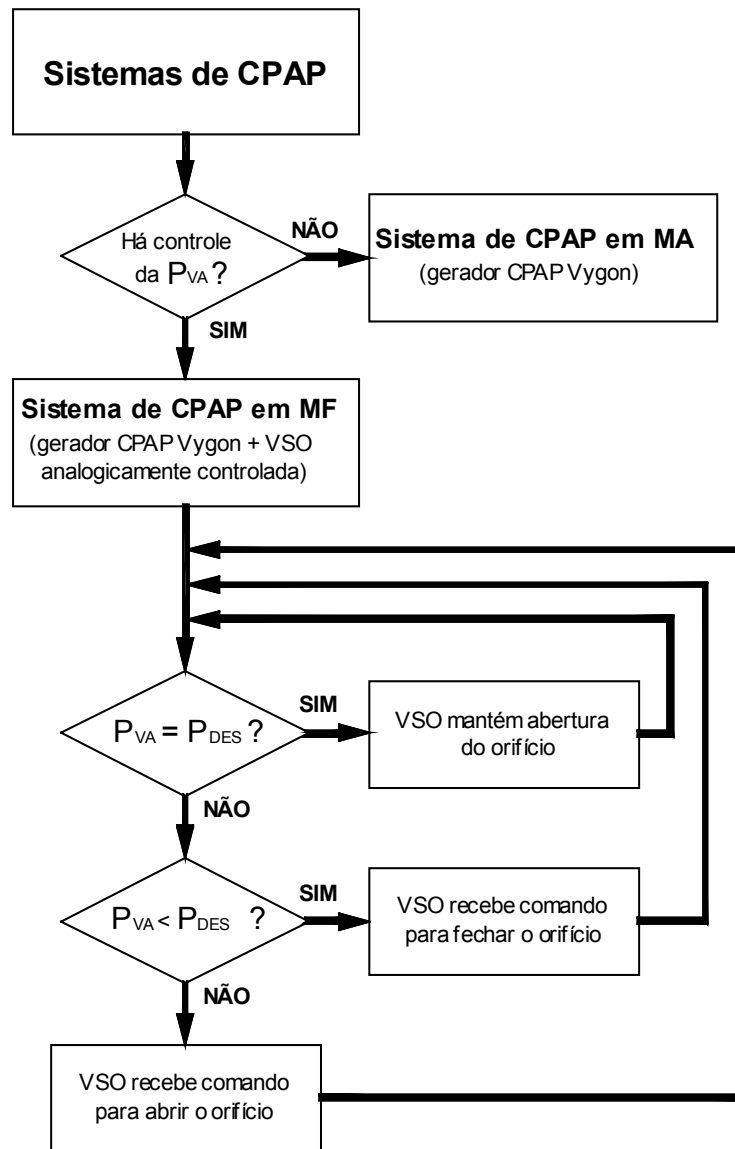 Sistemas de CPAP
Há controle
da PVA?
NÃO
Sistema de CPAP em MA
(gerador CPAP Vygon)
SIM
Sistema de CPAP em MF
(gerador CPAP Vygon + VSO
analogicamente controlada)
PVA = PDES ?
SIM
VSO mantém abertura
do orifício
NÃO
PVA < PDES ?
SIM
VSO recebe comando
para fechar o orifício
NÃO
VSO recebe comando
para abrir o orifício